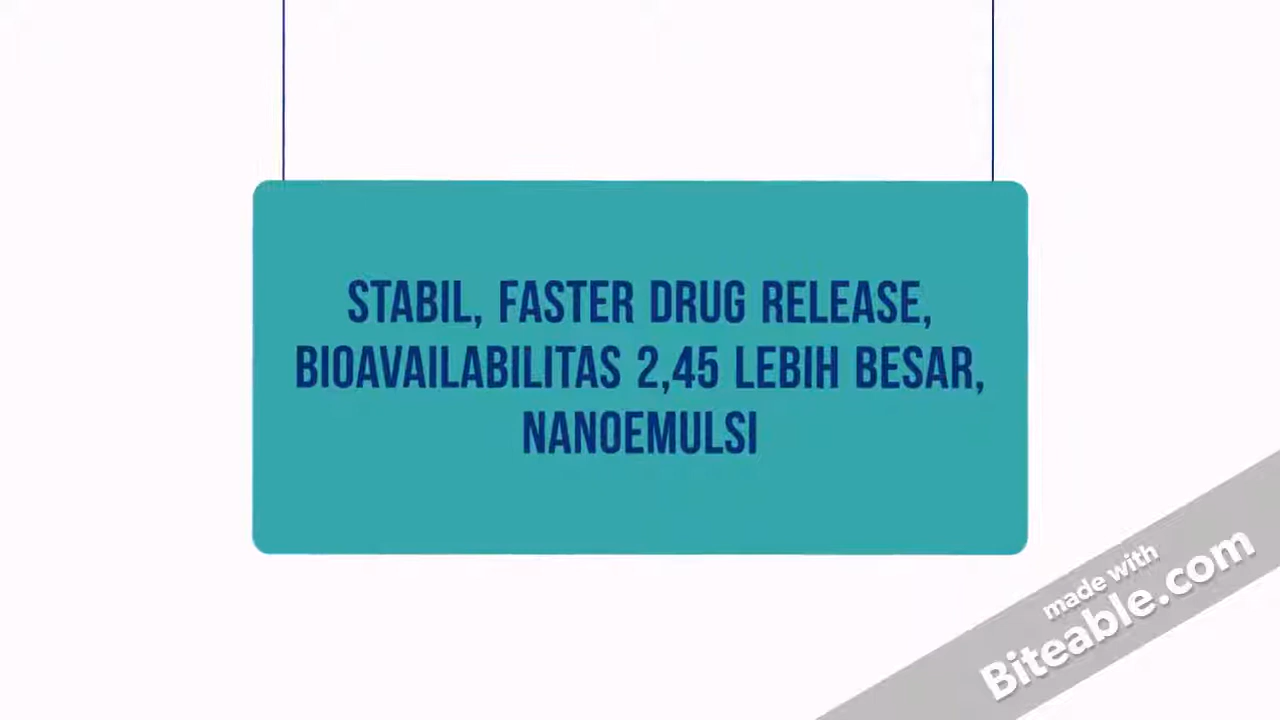 STABIL, FASTER DRUG RELEASE,
BIOAVAILABILITAS 2,45 LEBIH BESAR,
NANOEMULSI
made with
Biteable.com